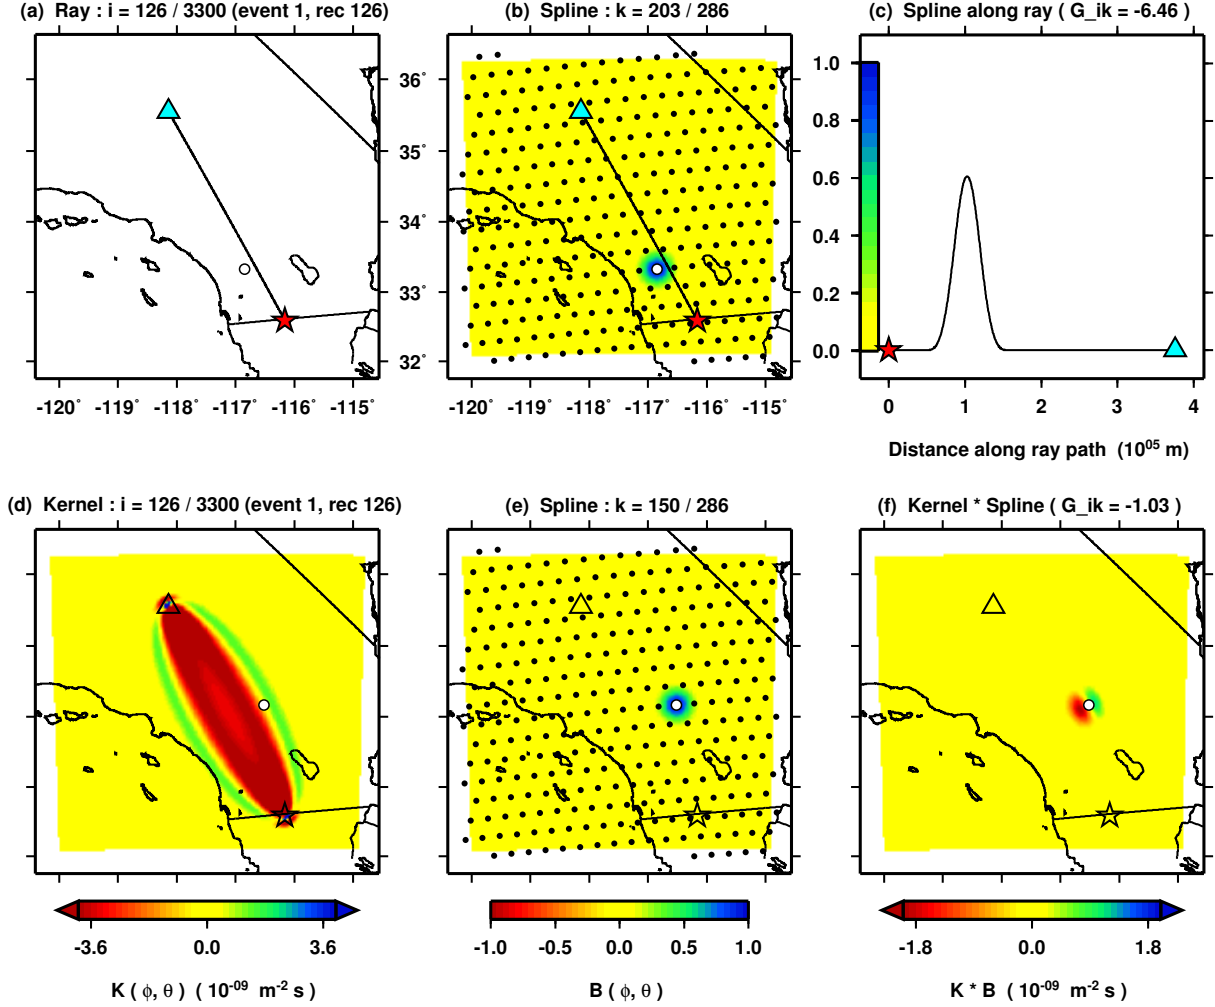 (a) Ray : i = 126 / 3300 (event 1, rec 126)
(b) Spline : k = 203 / 286
(c) Spline along ray ( G_ik = -6.46 )
36˚
35˚
34˚
33˚
32˚
-120˚ -119˚ -118˚ -117˚ -116˚ -115˚
-120˚ -119˚ -118˚ -117˚ -116˚ -115˚
1.0
0.8
0.6
0.4
0.2
0.0
0 1 2 3 4
Distance along ray path (10⁰⁵ m)
(d) Kernel : i = 126 / 3300 (event 1, rec 126)
(e) Spline : k = 150 / 286
(f) Kernel * Spline ( G_ik = -1.03 )
-3.6 0.0 3.6
K ( ϕ, θ ) ( 10⁻⁰⁹ m⁻² s )
-1.0 -0.5 0.0 0.5 1.0
B ( ϕ, θ )
-1.8 0.0 1.8
K * B ( 10⁻⁰⁹ m⁻² s )